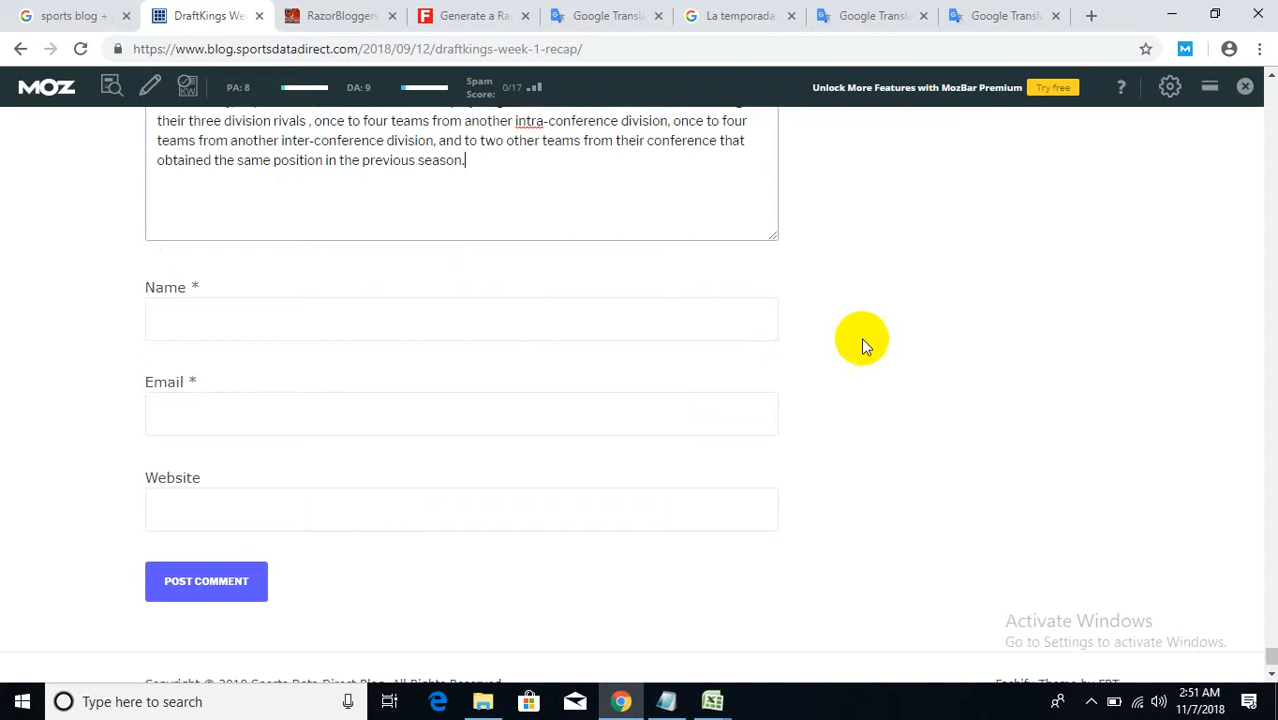 sports blog +
DraftKings We
RazorBloggers
Generate a Ra
Google Transl
La temporada
Google Transl
Google Transl
https://www.blog.sportsdatadirect.com/2018/09/12/draftkings-week-1-recap/
MOZ
PA: 8
DA: 9
Spam Score: 0/17
Unlock More Features with MozBar Premium
Try free
their three division rivals , once to four teams from another intra-conference division, once to four
teams from another inter-conference division, and to two other teams from their conference that
obtained the same position in the previous season.
Name *
Email *
Website
POST COMMENT
Activate Windows
Go to Settings to activate Windows.
Type here to search
2:51 AM
11/7/2018